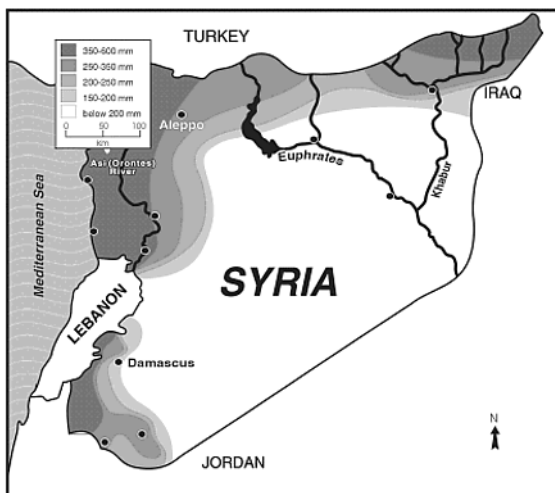 TURKEY
350-600 mm
250-350 mm
200-250 mm
150-200 mm
below 200 mm
0 50 100
km
Aleppo
IRAQ
Asi (Orontes)
River
Euphrates
Khabur
Mediterranean Sea
SYRIA
LEBANON
Damascus
N
JORDAN